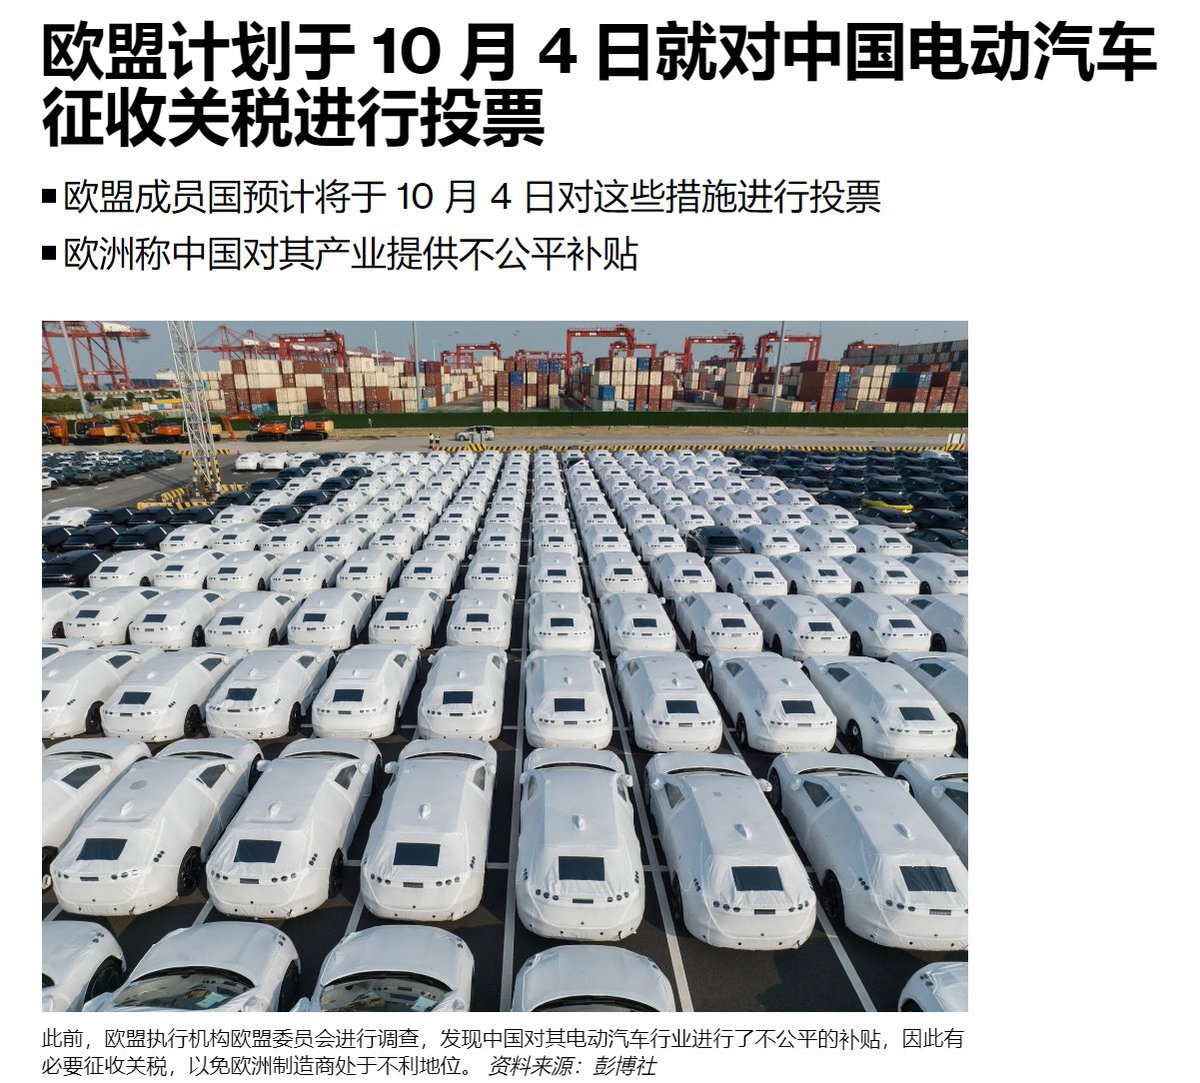 欧盟计划于 10 月 4 日就对中国电动汽车
征收关税进行投票
欧盟成员国预计将于 10 月 4 日对这些措施进行投票
欧洲称中国对其产业提供不公平补贴
此前，欧盟执行机构欧盟委员会进行调查，发现中国对其电动汽车行业进行了不公平的补贴，因此有
必要征收关税，以免欧洲制造商处于不利地位。 资料来源：彭博社